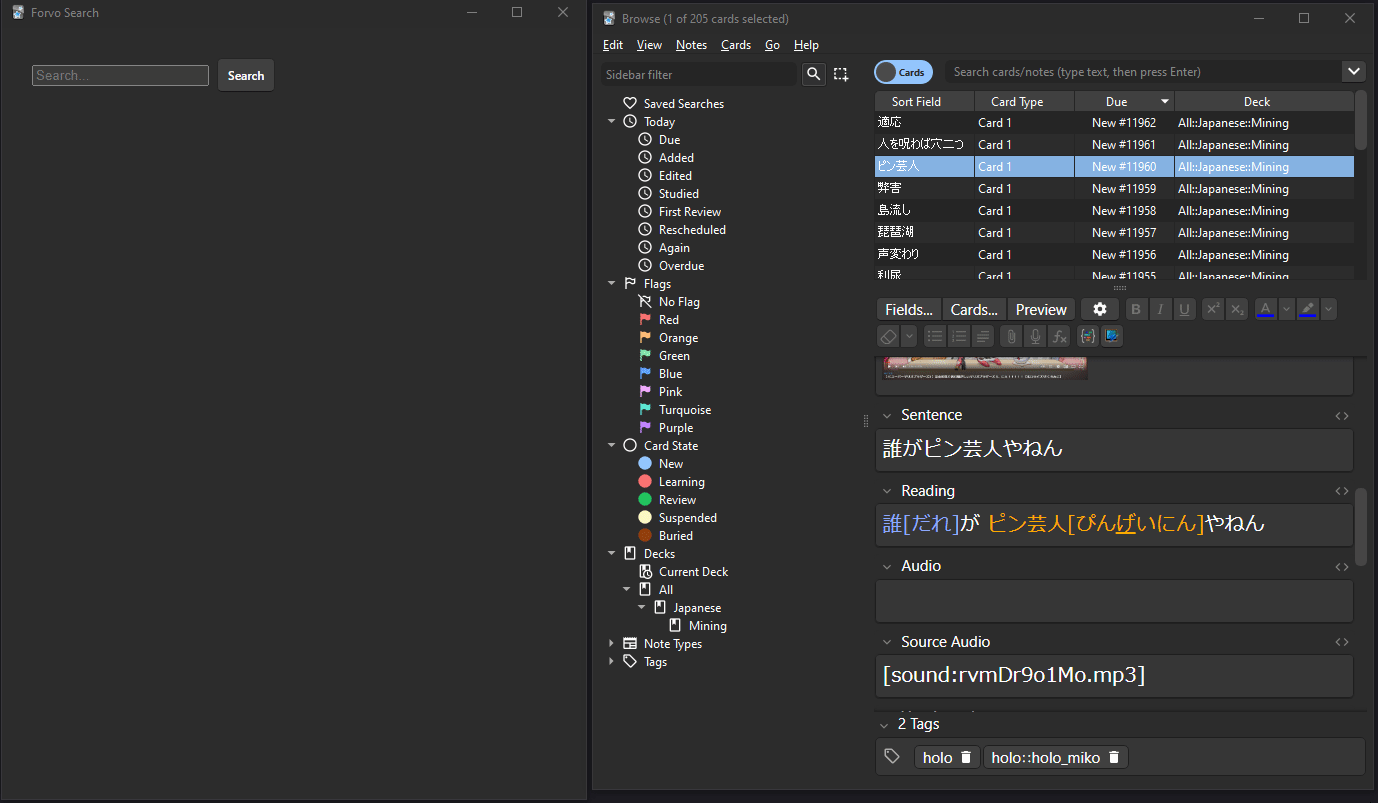 Forvo Search
Search...
Search
Browse (1 of 205 cards selected)
Edit View Notes Cards Go Help
Sidebar filter
Saved Searches
Today
Due
Added
Edited
Studied
First Review
Rescheduled
Again
Overdue
Flags
No Flag
Red
Orange
Green
Blue
Pink
Turquoise
Purple
Card State
New
Learning
Review
Suspended
Buried
Decks
Current Deck
All
Japanese
Mining
Note Types
Tags
Cards
Search cards/notes (type text, then press Enter)
Sort Field Card Type Due Deck
適応 Card 1 New #11962 All::Japanese::Mining
人を呪わば穴二つ Card 1 New #11961 All::Japanese::Mining
ピン芸人 Card 1 New #11960 All::Japanese::Mining
弊害 Card 1 New #11959 All::Japanese::Mining
島流し Card 1 New #11958 All::Japanese::Mining
琵琶湖 Card 1 New #11957 All::Japanese::Mining
声変わり Card 1 New #11956 All::Japanese::Mining
利尿 Card 1 New #11955 All::Japanese::Mining
Fields... Cards... Preview B I U X² X₂ A
Sentence
誰がピン芸人やねん
Reading
誰[だれ]が ピン芸人[ぴんげいにん]やねん
Audio
Source Audio
[sound:rvmDr9o1Mo.mp3]
2 Tags
holo holo::holo_miko